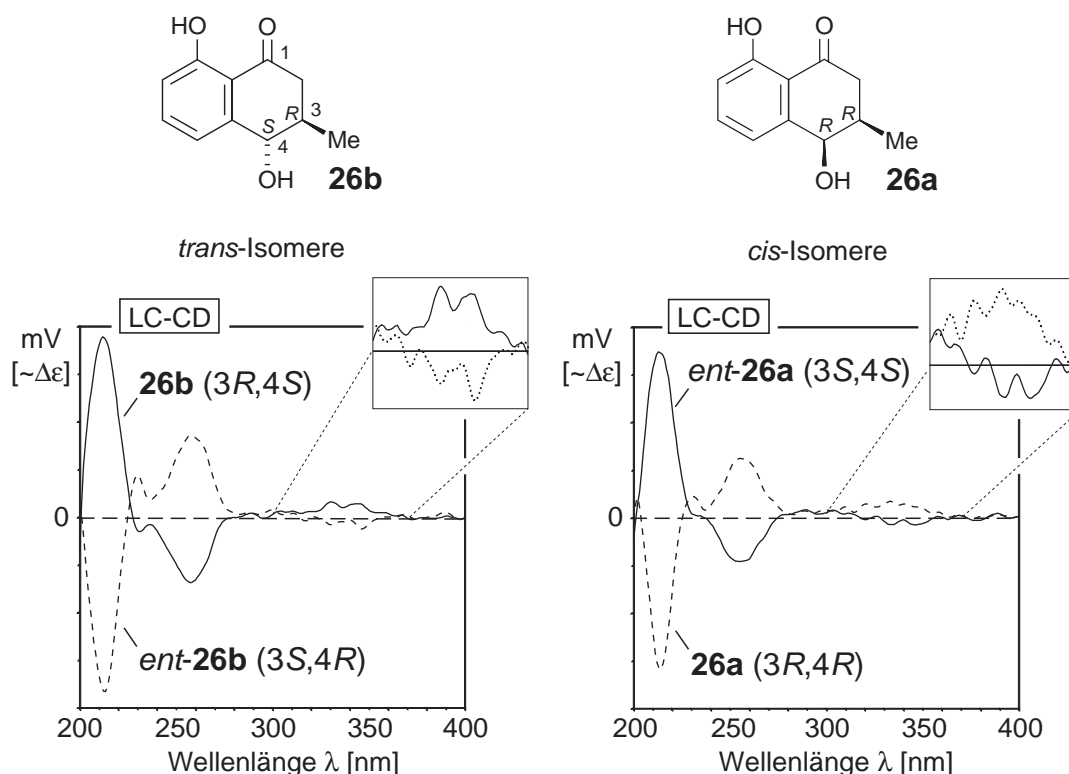 HO
O
1
R
3
S
4
Me
OH
26b
HO
O
R
R
Me
OH
26a
trans-Isomere
cis-Isomere
LC-CD
mV
[~Δε]
26b (3R,4S)
0
ent-26b (3S,4R)
200 250 300 350 400
Wellenlänge λ [nm]
LC-CD
mV
[~Δε]
ent-26a (3S,4S)
0
26a (3R,4R)
200 250 300 350 400
Wellenlänge λ [nm]